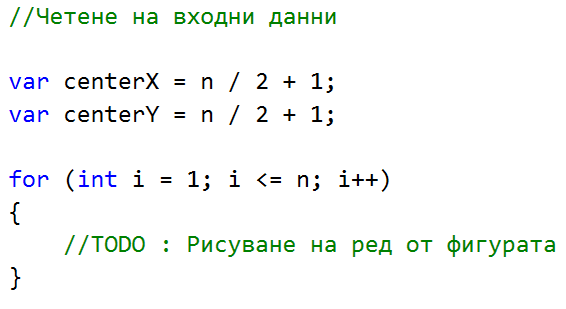 //Четене на входни данни
var centerX = n / 2 + 1;
var centerY = n / 2 + 1;
for (int i = 1; i <= n; i++)
{
//TODO : Рисуване на ред от фигурата
}